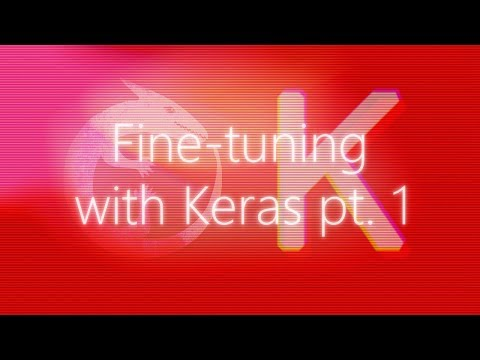 K
Fine-tuning
with Keras pt. 1